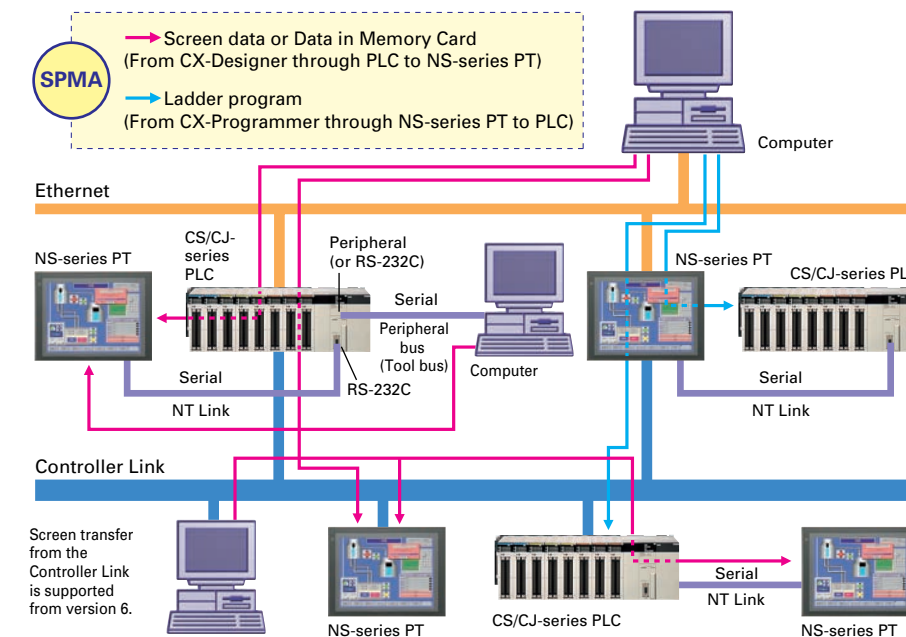 SPMA
Screen data or Data in Memory Card
(From CX-Designer through PLC to NS-series PT)
Ladder program
(From CX-Programmer through NS-series PT to PLC)
Computer
Ethernet
NS-series PT
CS/CJ-
series
PLC
Peripheral
(or RS-232C)
Serial
Peripheral
bus
(Tool bus)
Computer
RS-232C
Serial
NT Link
NS-series PT
CS/CJ-series PL
Serial
NT Link
Controller Link
Screen transfer
from the
Controller Link
is supported
from version 6.
NS-series PT
CS/CJ-series PLC
Serial
NT Link
NS-series PT